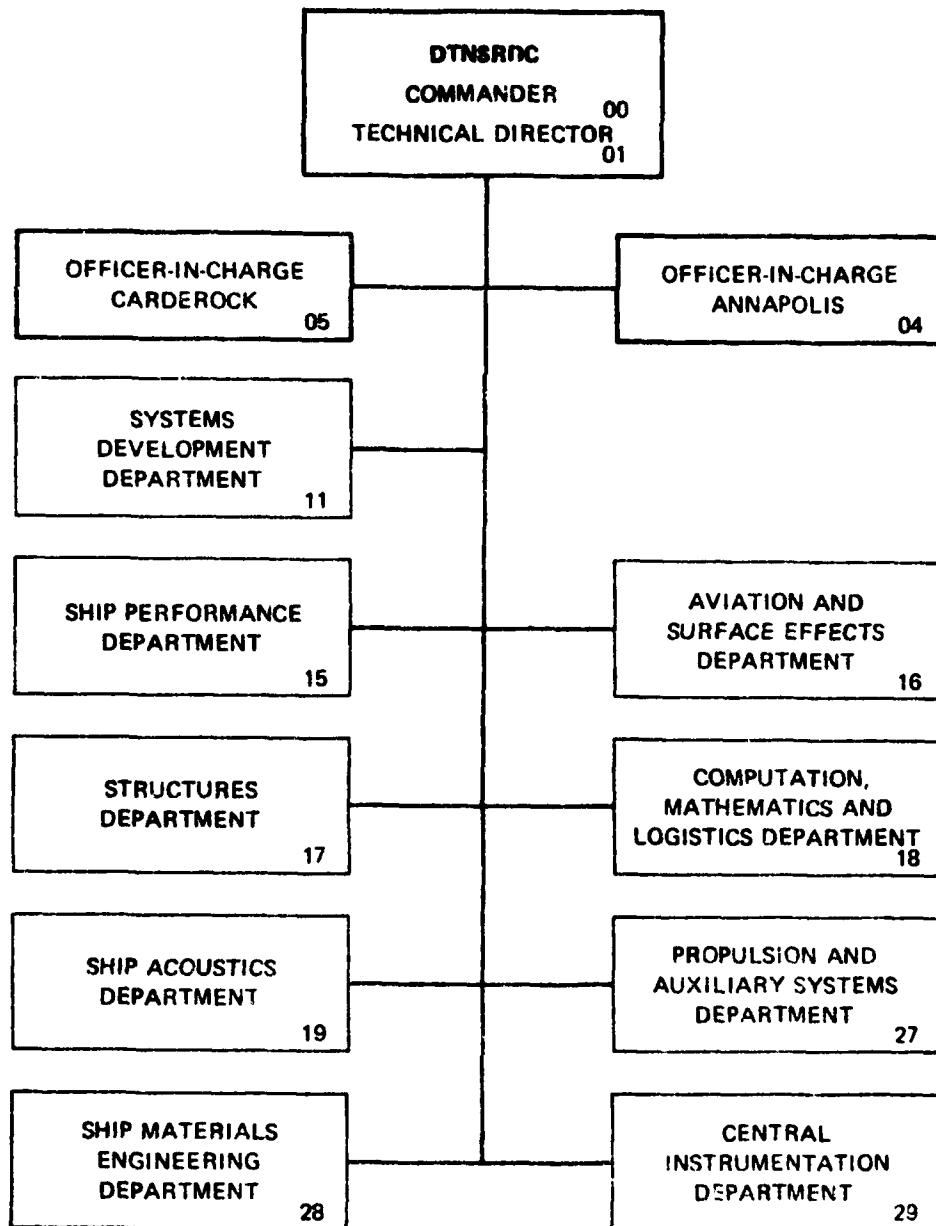 DTNSRDC
COMMANDER 00
TECHNICAL DIRECTOR
01
OFFICER-IN-CHARGE
CARDEROCK
05
OFFICER-IN-CHARGE
ANNAPOLIS
04
SYSTEMS
DEVELOPMENT
DEPARTMENT
11
SHIP PERFORMANCE
DEPARTMENT
15
AVIATION AND
SURFACE EFFECTS
DEPARTMENT
16
STRUCTURES
DEPARTMENT
17
COMPUTATION,
MATHEMATICS AND
LOGISTICS DEPARTMENT
18
SHIP ACOUSTICS
DEPARTMENT
19
PROPULSION AND
AUXILIARY SYSTEMS
DEPARTMENT
27
SHIP MATERIALS
ENGINEERING
DEPARTMENT
28
CENTRAL
INSTRUMENTATION
DEPARTMENT
29